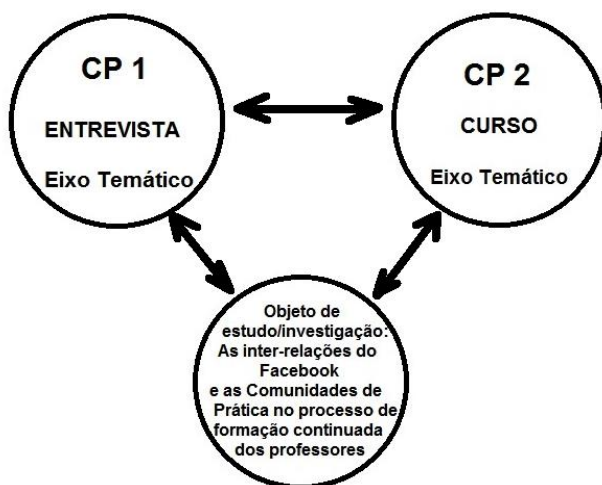 CP 1
ENTREVISTA
Eixo Temático
CP 2
CURSO
Eixo Temático
Objeto de
estudo/investigação:
As inter-relações do
Facebook
e as Comunidades de
Prática no processo de
formação continuada
dos professores